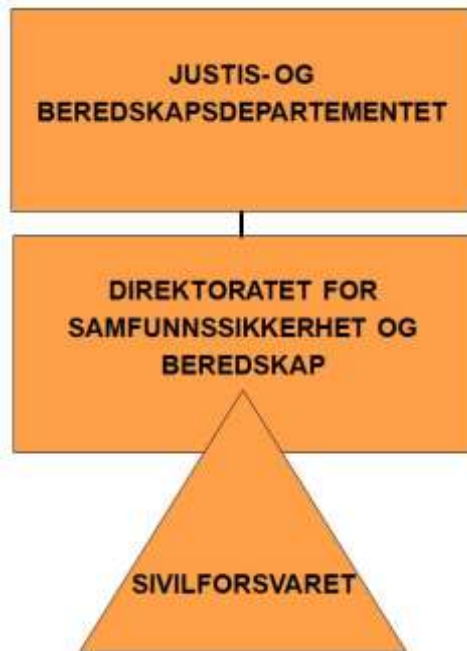 JUSTIS- OG
BEREDSKAPSDEPARTEMENTET
DIREKTORATET FOR
SAMFUNNSSIKKERHET OG
BEREDSKAP
SIVILFORSVARET